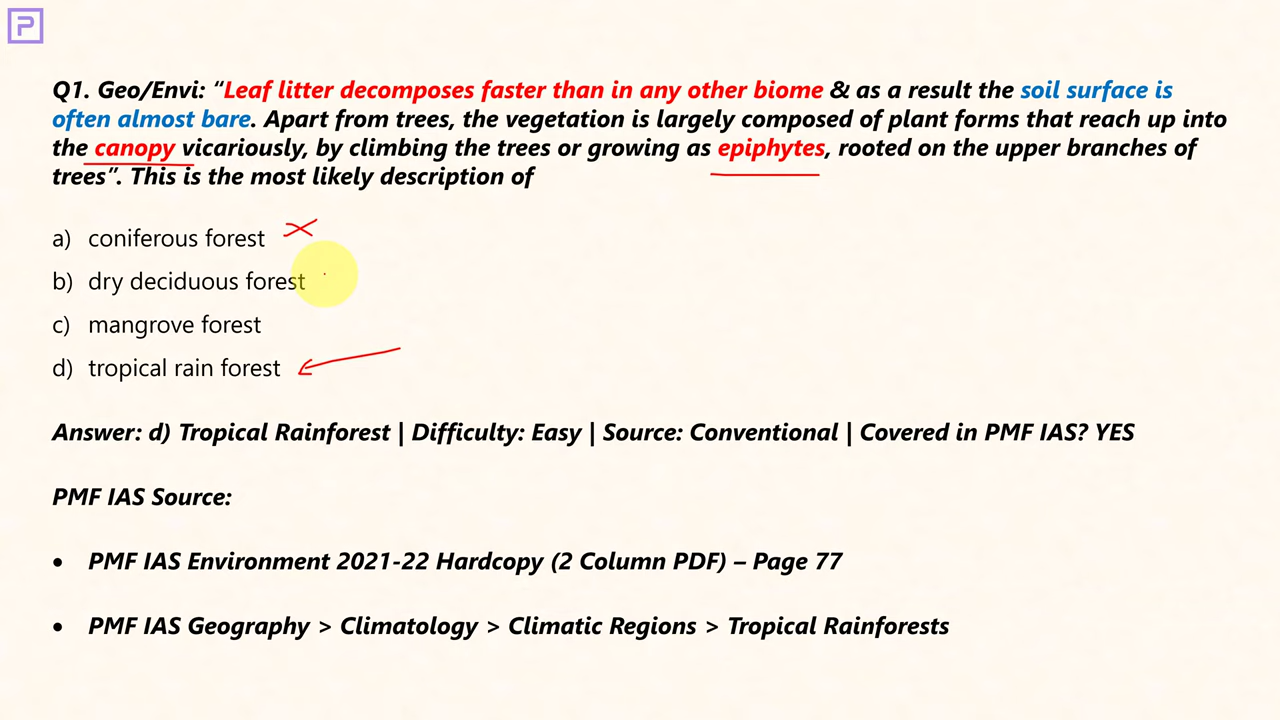 P
Q1. Geo/Envi: “Leaf litter decomposes faster than in any other biome & as a result the soil surface is
often almost bare. Apart from trees, the vegetation is largely composed of plant forms that reach up into
the canopy vicariously, by climbing the trees or growing as epiphytes, rooted on the upper branches of
trees”. This is the most likely description of
a) coniferous forest
b) dry deciduous forest
c) mangrove forest
d) tropical rain forest
Answer: d) Tropical Rainforest | Difficulty: Easy | Source: Conventional | Covered in PMF IAS? YES
PMF IAS Source:
• PMF IAS Environment 2021-22 Hardcopy (2 Column PDF) – Page 77
• PMF IAS Geography > Climatology > Climatic Regions > Tropical Rainforests